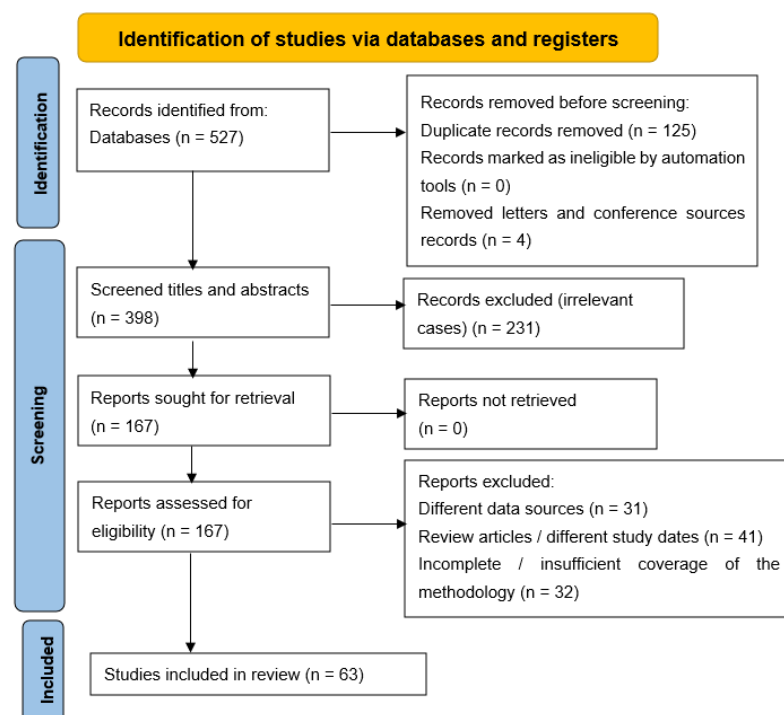 Identification of studies via databases and registers
Identification
Records identified from:
Databases (n = 527)
Records removed before screening:
Duplicate records removed (n = 125)
Records marked as ineligible by automation
tools (n = 0)
Removed letters and conference sources
records (n = 4)
Screening
Screened titles and abstracts
(n = 398)
Records excluded (irrelevant
cases) (n = 231)
Reports sought for retrieval
(n = 167)
Reports not retrieved
(n = 0)
Reports assessed for
eligibility (n = 167)
Reports excluded:
Different data sources (n = 31)
Review articles / different study dates (n = 41)
Incomplete / insufficient coverage of the
methodology (n = 32)
Included
Studies included in review (n = 63)